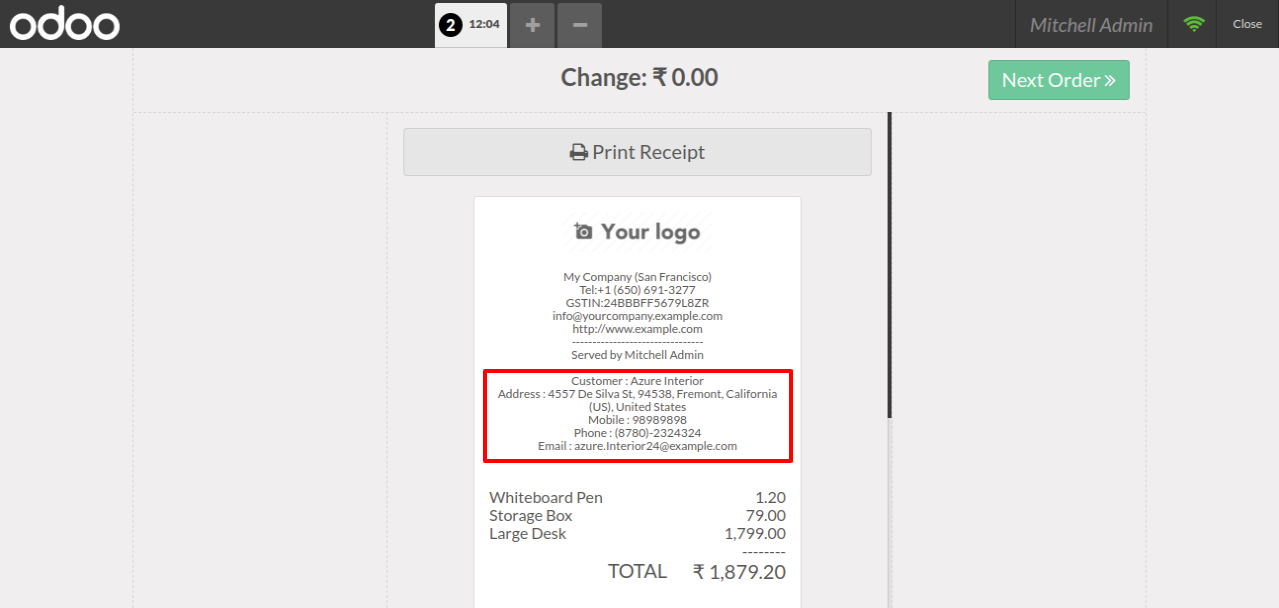 odoo
2 12:04 + −
Mitchell Admin
Close
Change: ₹ 0.00
Next Order »
Print Receipt
Your logo
My Company (San Francisco)
Tel:+1 (650) 691-3277
GSTIN:24BBBFF5679L8ZR
info@yourcompany.example.com
http://www.example.com
--------------------------------
Served by Mitchell Admin
Customer : Azure Interior
Address : 4557 De Silva St, 94538, Fremont, California
(US), United States
Mobile : 98989898
Phone : (8780)-2324324
Email : azure.Interior24@example.com
Whiteboard Pen 1.20
Storage Box 79.00
Large Desk 1,799.00
--------
TOTAL ₹ 1,879.20